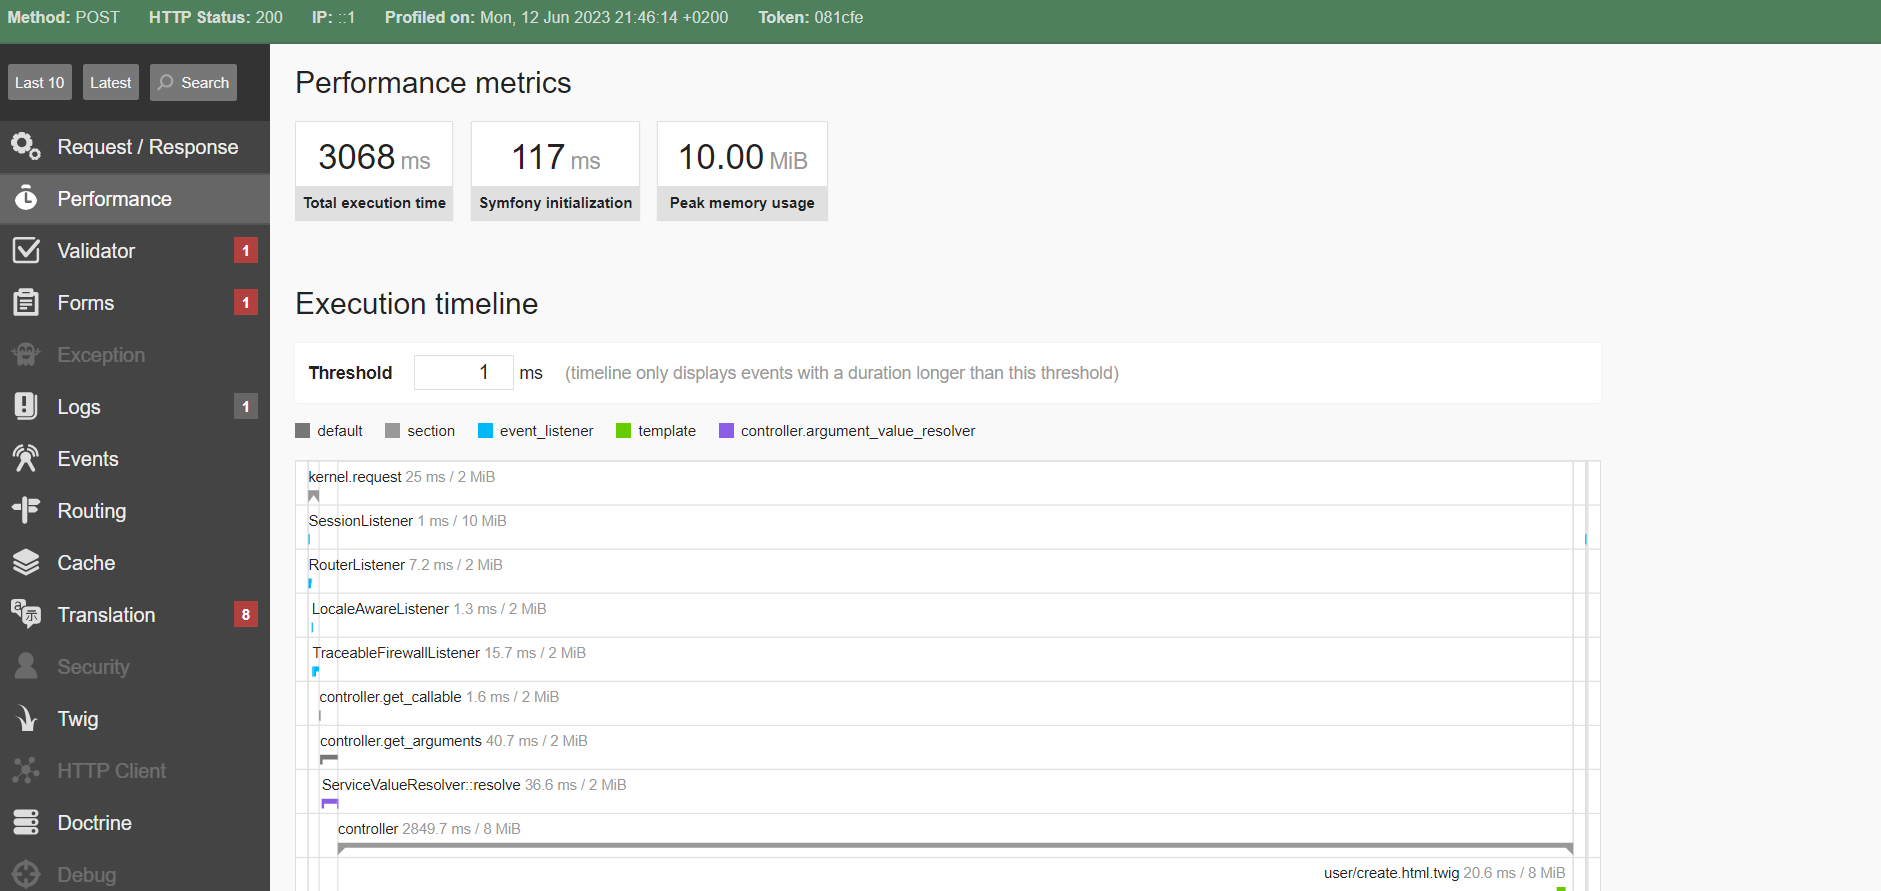 Method: POST HTTP Status: 200 IP: ::1 Profiled on: Mon, 12 Jun 2023 21:46:14 +0200 Token: 081cfe
Last 10 Latest Search
Request / Response
Performance
Validator 1
Forms 1
Exception
Logs 1
Events
Routing
Cache
Translation 8
Security
Twig
HTTP Client
Doctrine
Debug
Performance metrics
3068 ms
Total execution time
117 ms
Symfony initialization
10.00 MiB
Peak memory usage
Execution timeline
Threshold 1 ms (timeline only displays events with a duration longer than this threshold)
default section event_listener template controller.argument_value_resolver
kernel.request 25 ms / 2 MiB
SessionListener 1 ms / 10 MiB
RouterListener 7.2 ms / 2 MiB
LocaleAwareListener 1.3 ms / 2 MiB
TraceableFirewallListener 15.7 ms / 2 MiB
controller.get_callable 1.6 ms / 2 MiB
controller.get_arguments 40.7 ms / 2 MiB
ServiceValueResolver::resolve 36.6 ms / 2 MiB
controller 2849.7 ms / 8 MiB
user/create.html.twig 20.6 ms / 8 MiB